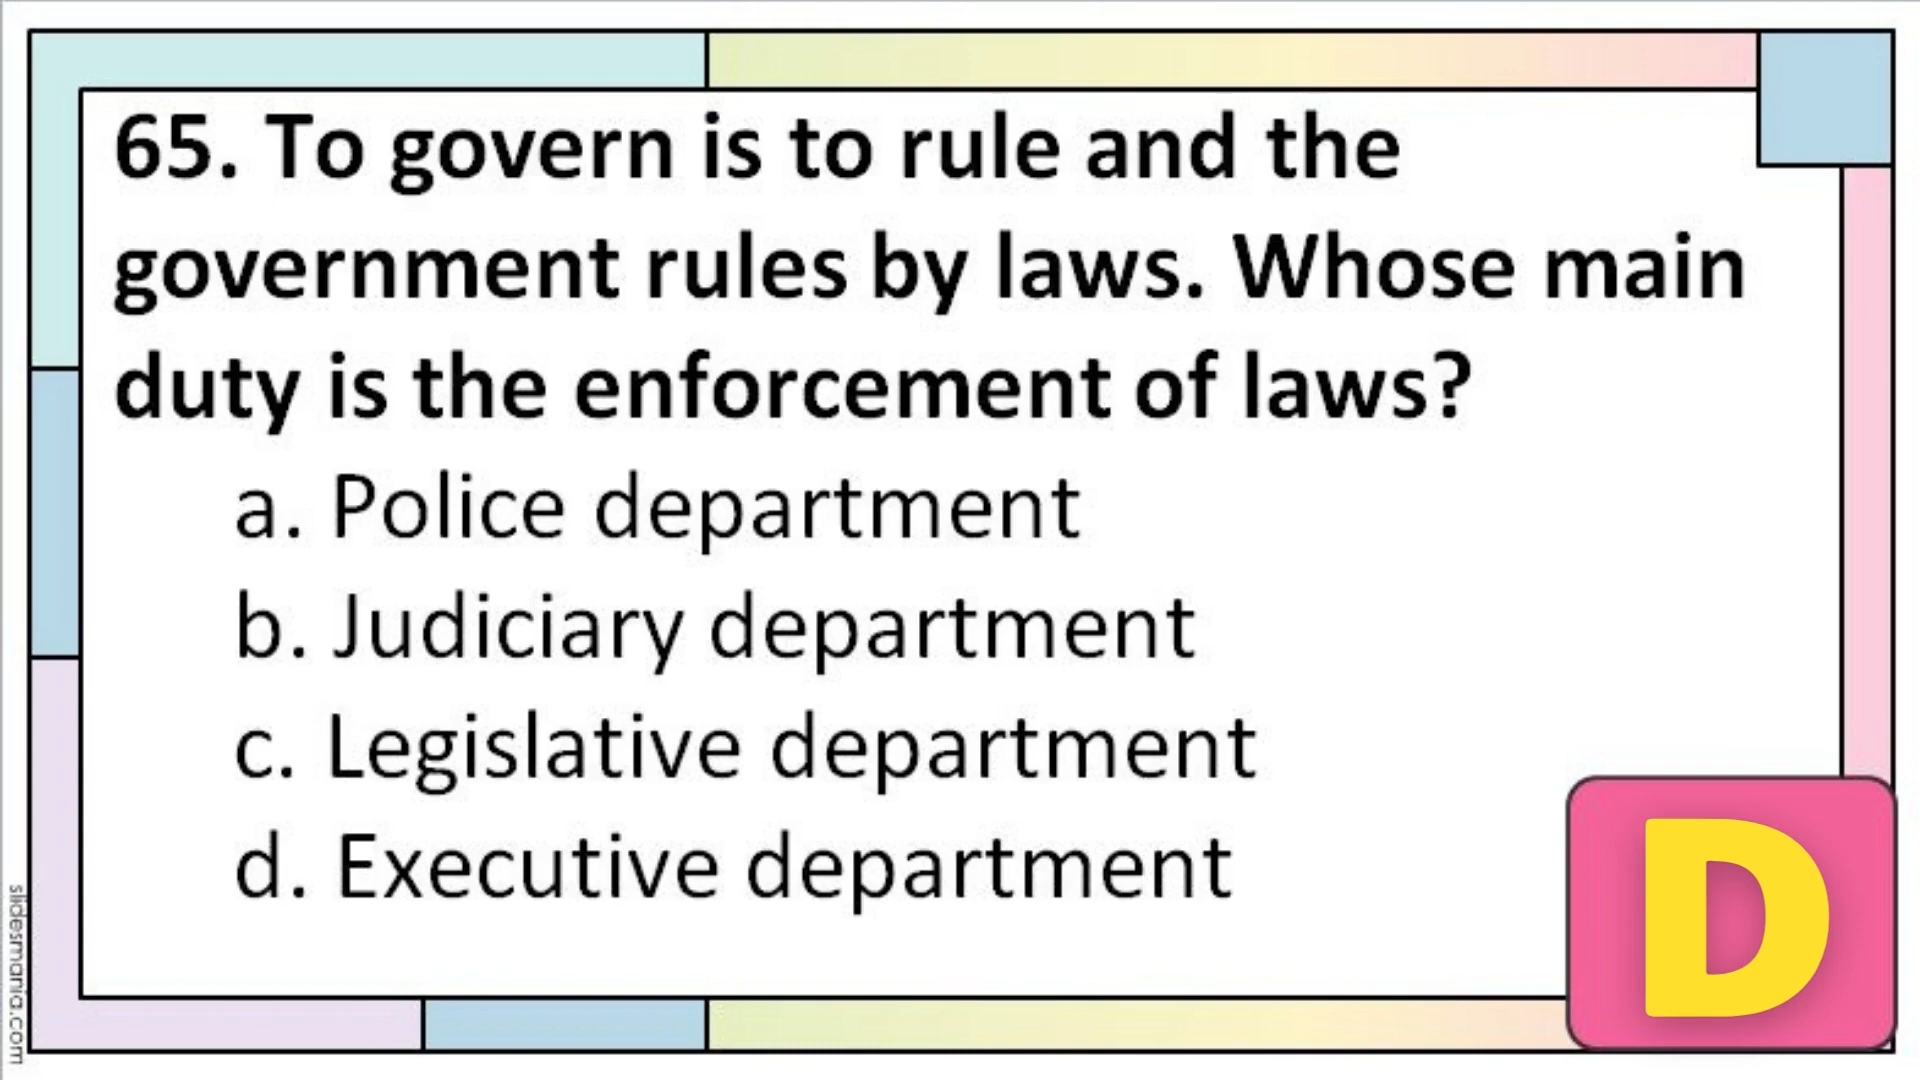 65. To govern is to rule and the
government rules by laws. Whose main
duty is the enforcement of laws?
a. Police department
b. Judiciary department
c. Legislative department
d. Executive department
D
slidesmania.com